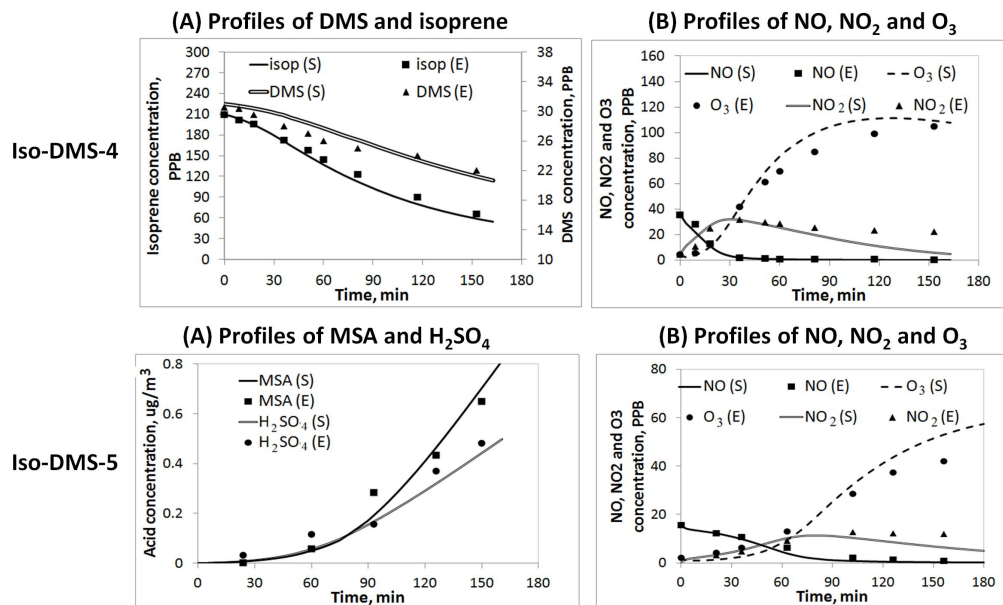 (A) Profiles of DMS and isoprene
300
270
240
210
180
150
120
90
60
30
0
Isoprene concentration,
PPB
isop (S)
isop (E)
DMS (S)
DMS (E)
38
34
30
26
22
18
14
10
DMS concentration, PPB
0
30
60
90
120
150
180
Time, min
Iso-DMS-4
(B) Profiles of NO, NO₂ and O₃
160
140
120
100
80
60
40
20
0
NO, NO2 and O3
concentration, PPB
NO (S)
NO (E)
O₃ (S)
O₃ (E)
NO₂ (S)
NO₂ (E)
0
30
60
90
120
150
180
Time, min
(A) Profiles of MSA and H₂SO₄
0.8
0.6
0.4
0.2
0
Acid concentration, ug/m³
MSA (S)
MSA (E)
H₂SO₄ (S)
H₂SO₄ (E)
0
30
60
90
120
150
180
Time, min
Iso-DMS-5
(B) Profiles of NO, NO₂ and O₃
80
60
40
20
0
NO, NO2 and O3
concentration, PPB
NO (S)
NO (E)
O₃ (S)
O₃ (E)
NO₂ (S)
NO₂ (E)
0
30
60
90
120
150
180
Time, min